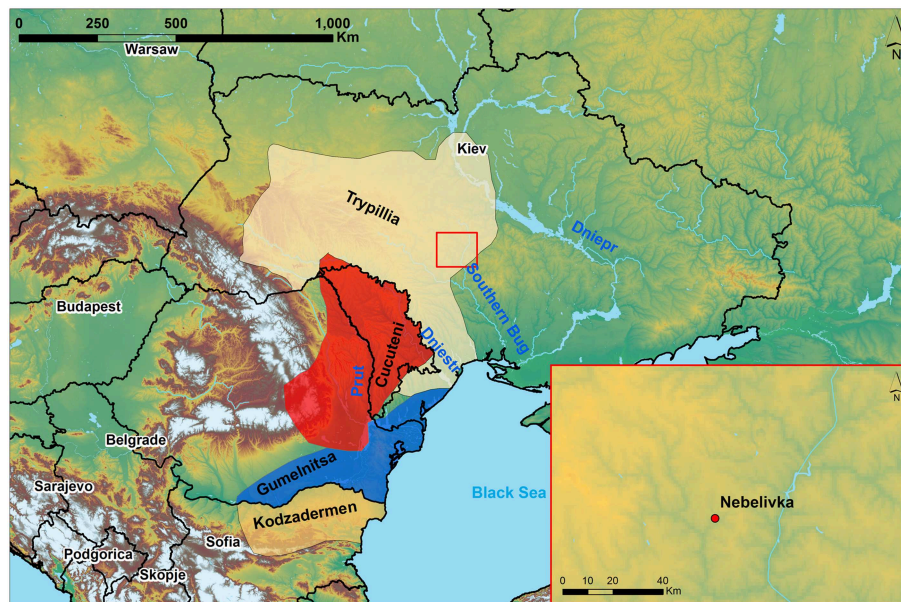 0 250 500 1,000
Km
Warsaw
N
Kiev
Trypillia
Dniepr
Southern Bug
Budapest
Cucuteni
Dniestr
Prut
Belgrade
Gumelnitsa
Sarajevo
Black Sea
Kodzadermen
Sofia
Podgorica
Skopje
N
Nebelivka
0 10 20 40
Km